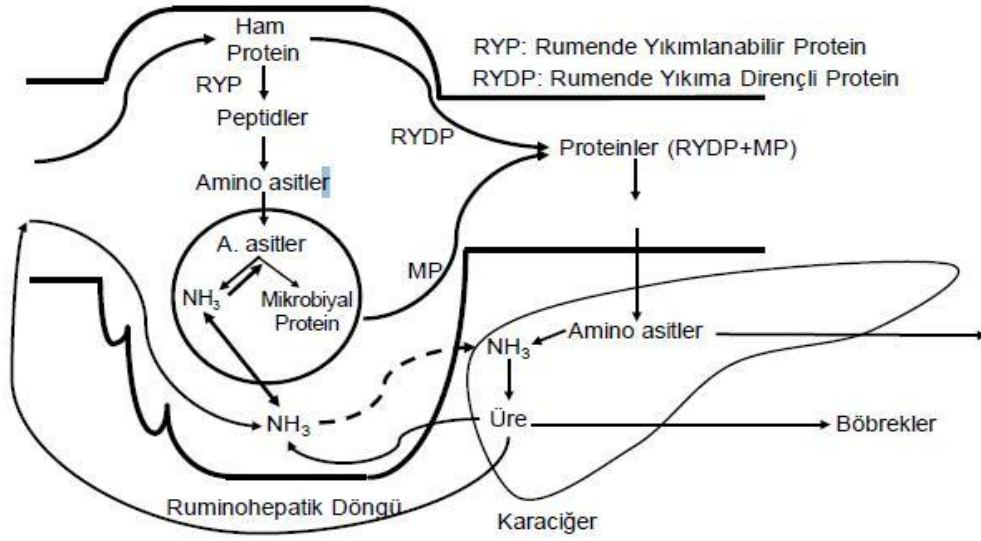 Ham
Protein
RYP: Rumende Yıkımlanabilir Protein
RYDP: Rumende Yıkıma Dirençli Protein
RYP
Peptidler
RYDP
Proteinler (RYDP+MP)
Amino asitler
A. asitler
MP
NH3
Mikrobiyal
Protein
Amino asitler
NH3
NH3
Üre
Böbrekler
Ruminohepatik Döngü
Karaciğer